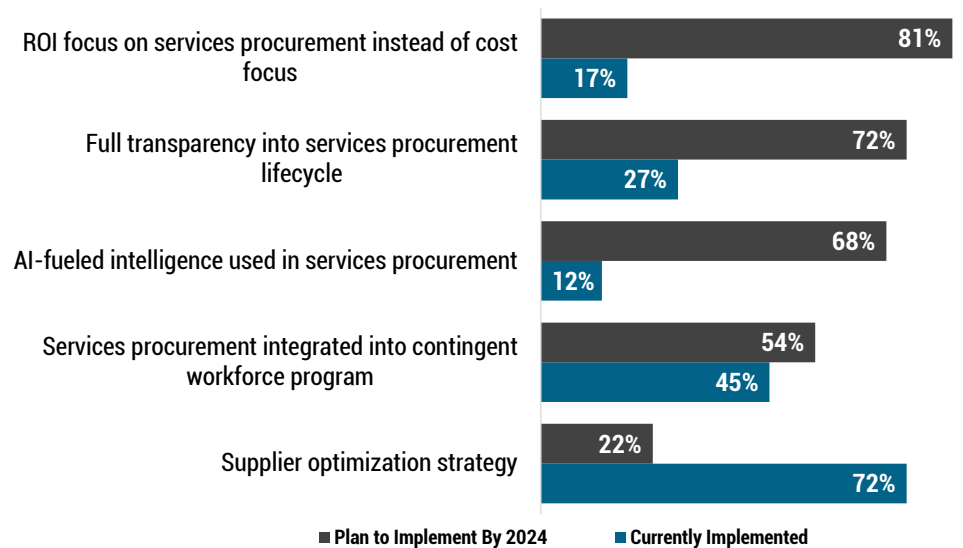 ROI focus on services procurement instead of cost
focus
81%
17%
Full transparency into services procurement
lifecycle
72%
27%
AI-fueled intelligence used in services procurement
68%
12%
Services procurement integrated into contingent
workforce program
54%
45%
Supplier optimization strategy
22%
72%
Plan to Implement By 2024
Currently Implemented